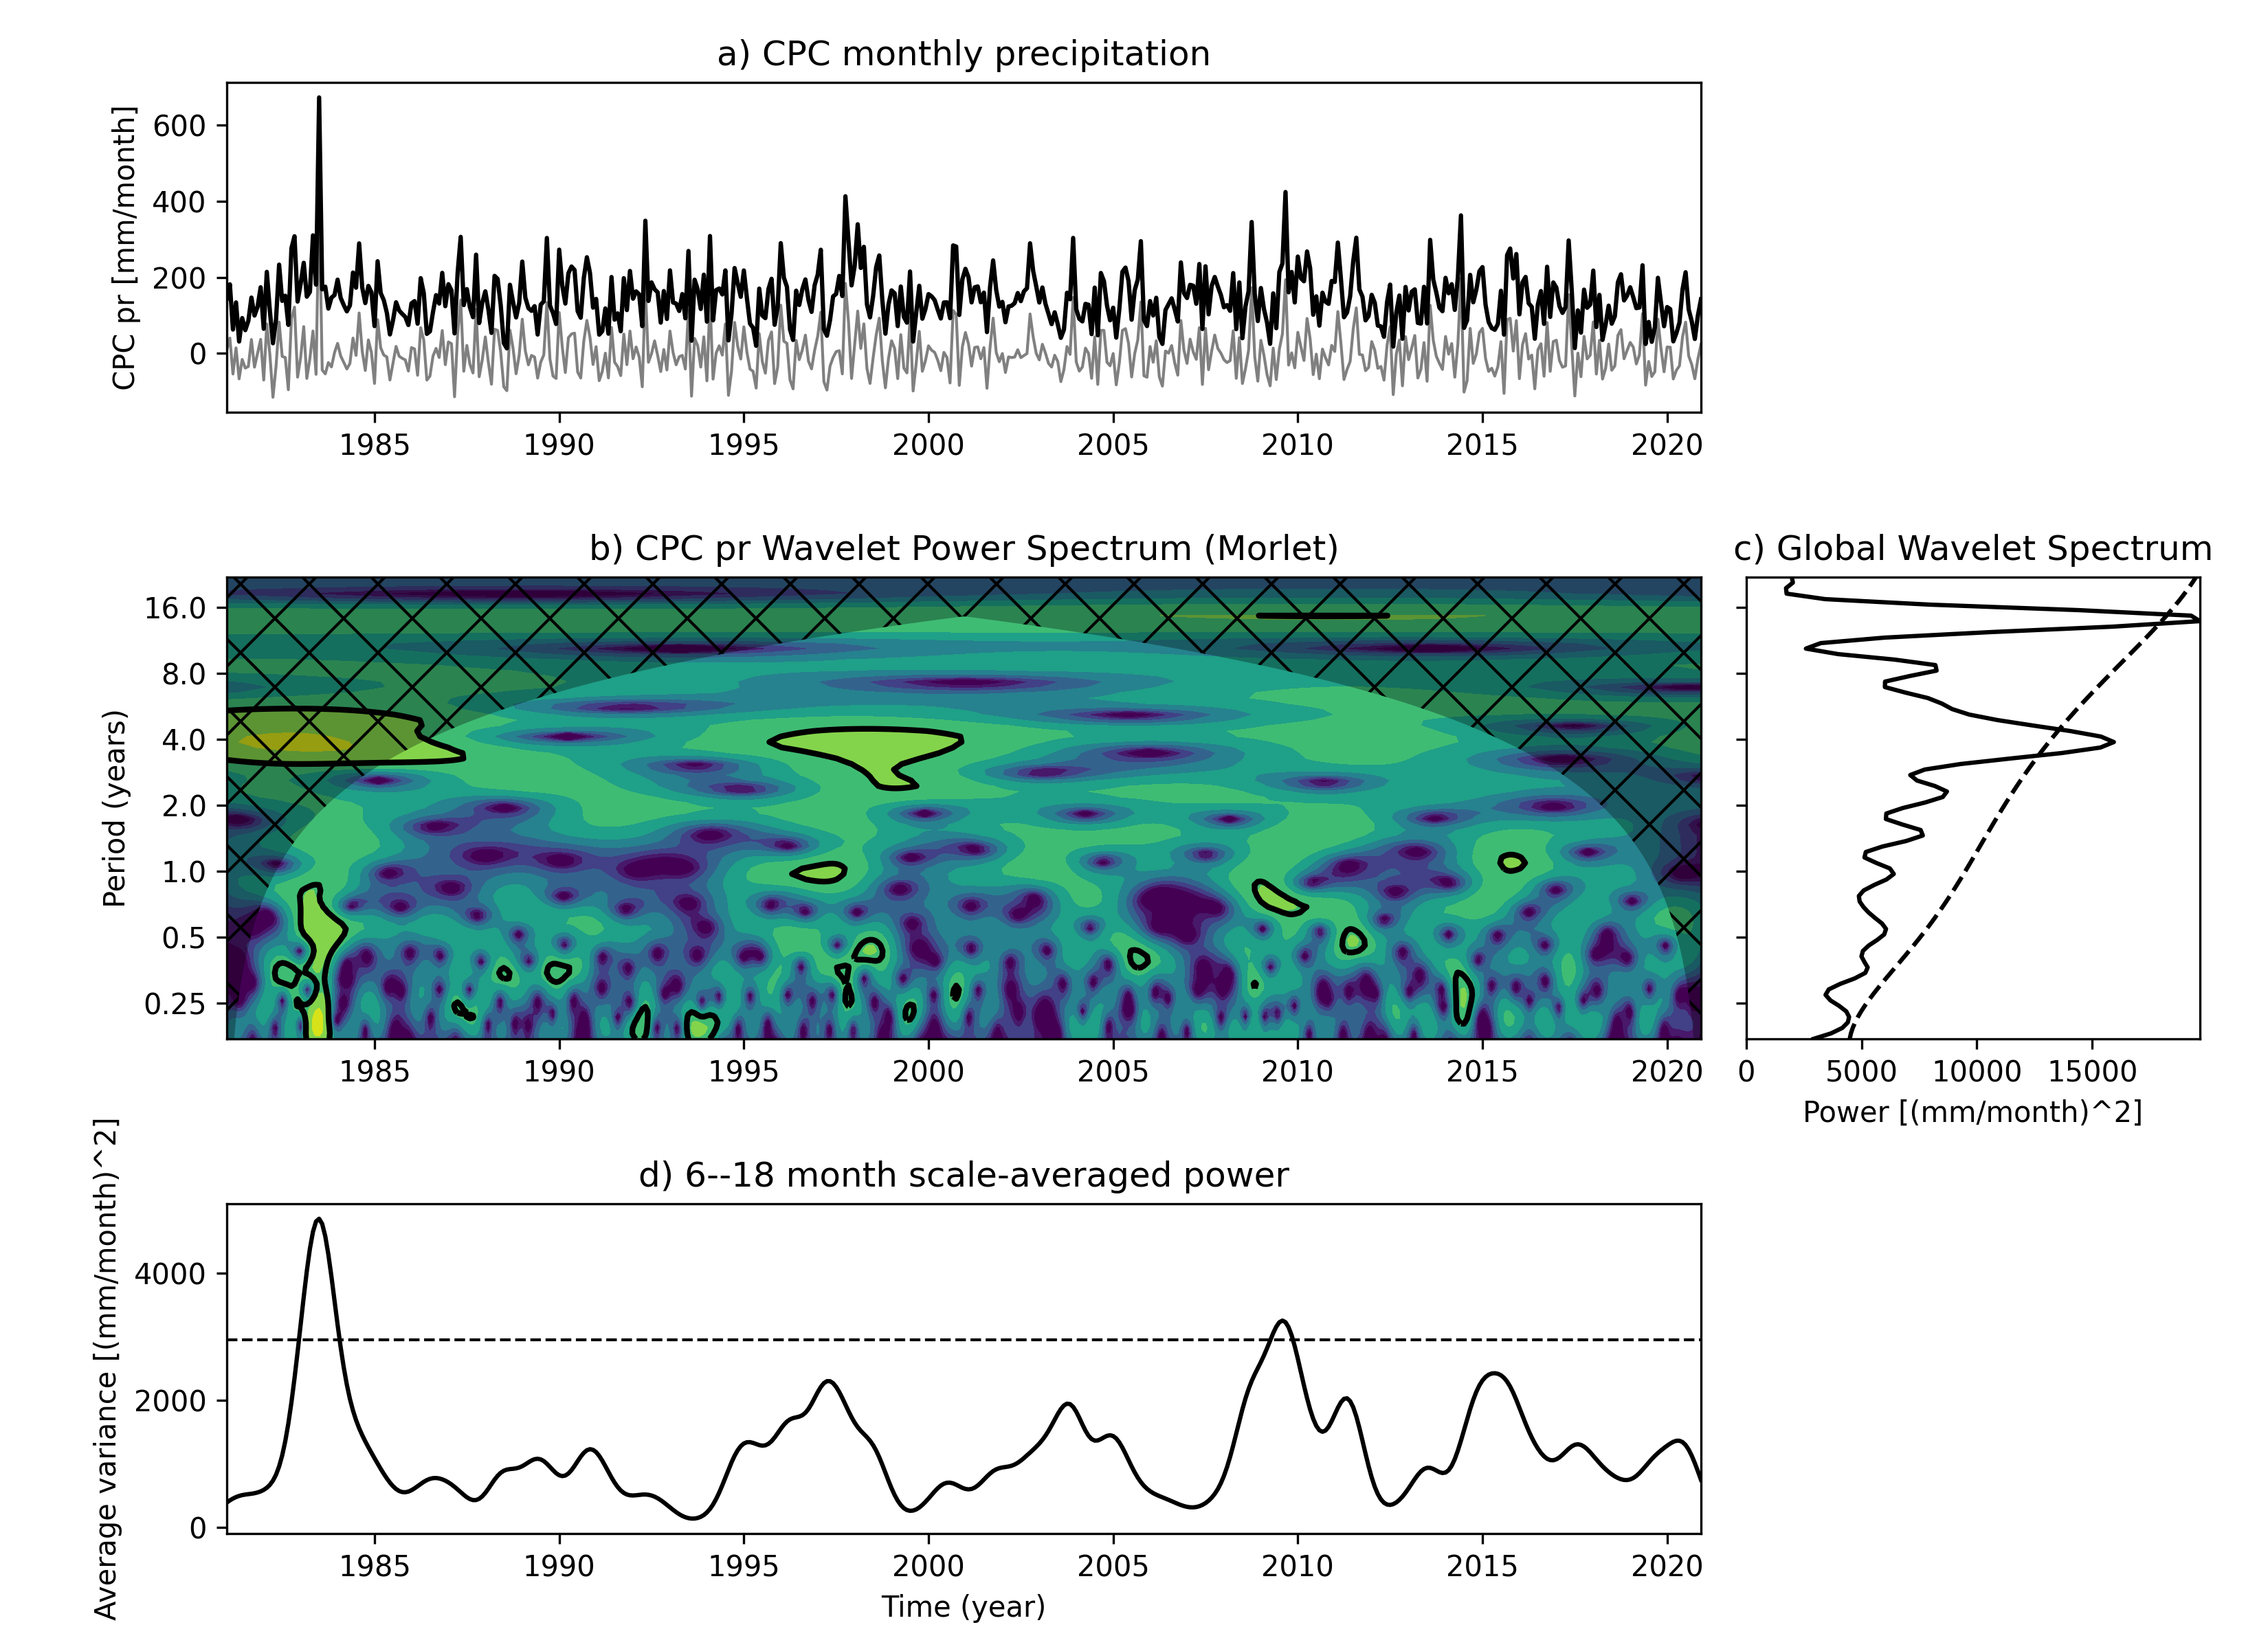 a) CPC monthly precipitation
CPC pr [mm/month]
600
400
200
0
1985 1990 1995 2000 2005 2010 2015 2020
b) CPC pr Wavelet Power Spectrum (Morlet)
Period (years)
16.0
8.0
4.0
2.0
1.0
0.5
0.25
1985 1990 1995 2000 2005 2010 2015 2020
c) Global Wavelet Spectrum
0 5000 10000 15000
Power [(mm/month)^2]
d) 6--18 month scale-averaged power
Average variance [(mm/month)^2]
4000
2000
0
1985 1990 1995 2000 2005 2010 2015 2020
Time (year)